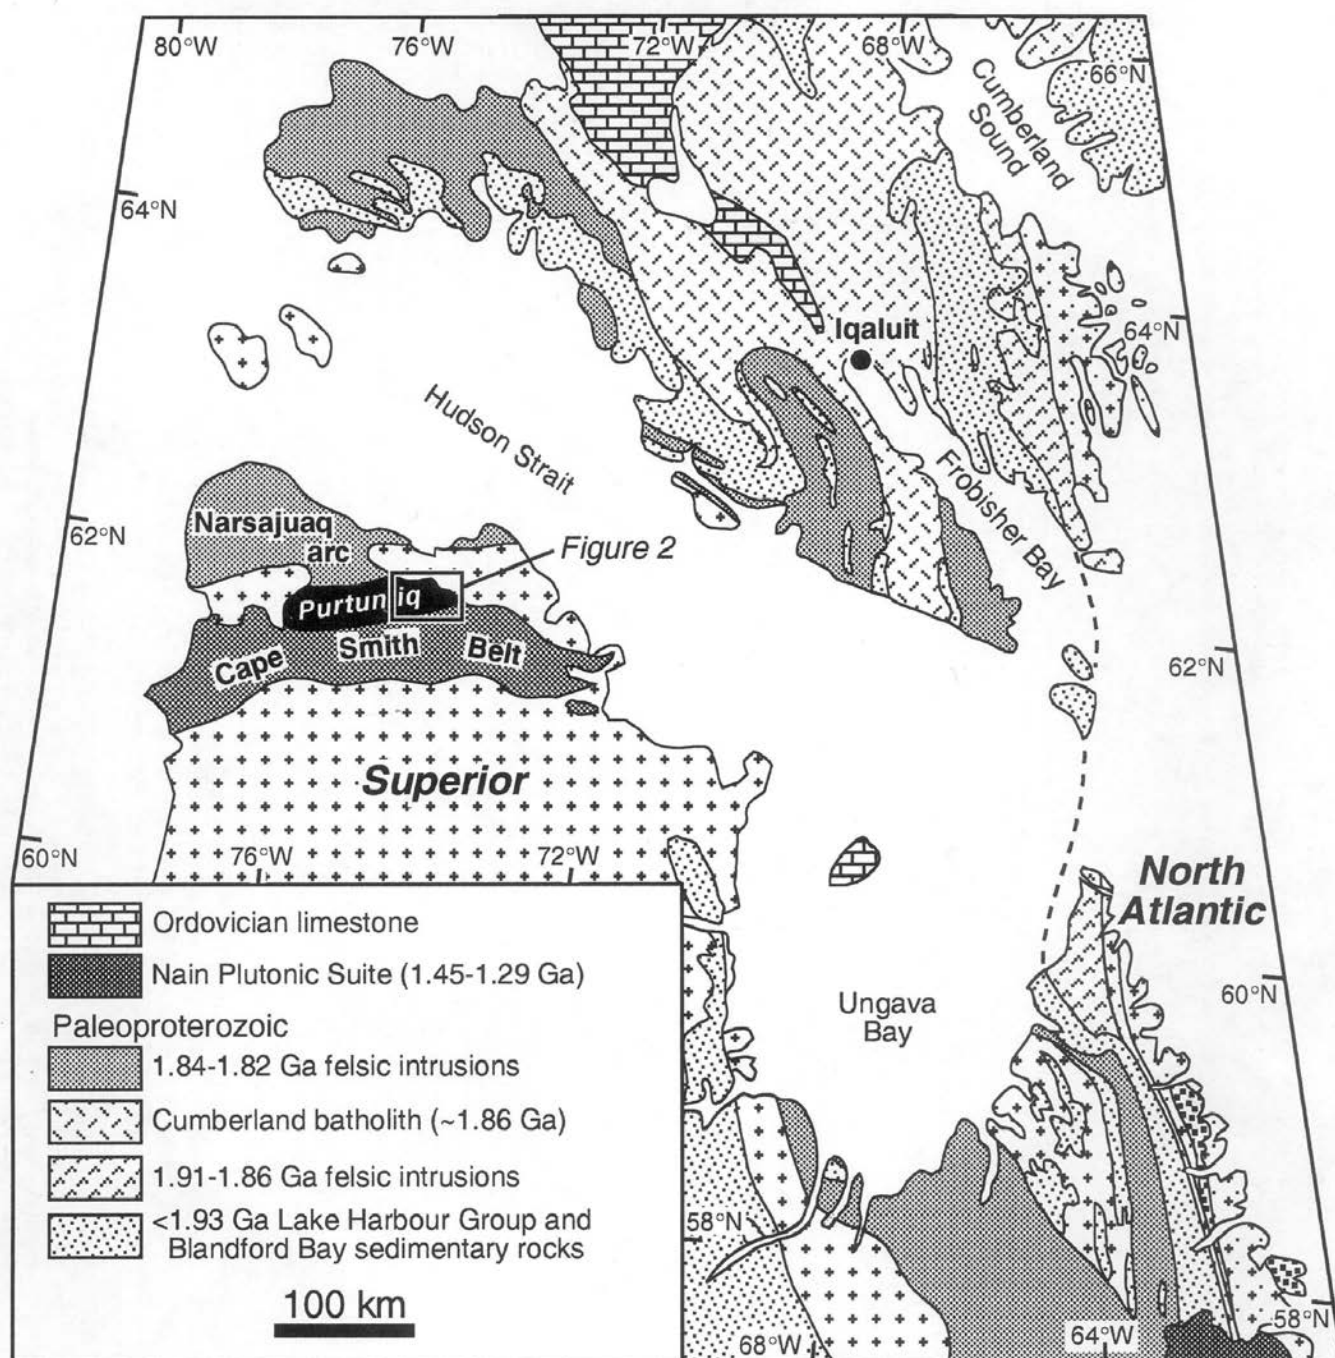 80°W
76°W
72°W
68°W
66°N
Cumberland
Sound
64°N
64°N
Iqaluit
Hudson Strait
Frobisher Bay
62°N
Narsajuaq
arc
Figure 2
Purtuniq
Cape Smith Belt
62°N
Superior
60°N
76°W
72°W
North
Atlantic
60°N
Ungava
Bay
Ordovician limestone
Nain Plutonic Suite (1.45-1.29 Ga)
Paleoproterozoic
1.84-1.82 Ga felsic intrusions
Cumberland batholith (~1.86 Ga)
1.91-1.86 Ga felsic intrusions
<1.93 Ga Lake Harbour Group and
Blandford Bay sedimentary rocks
100 km
58°N
58°N
68°W
64°W